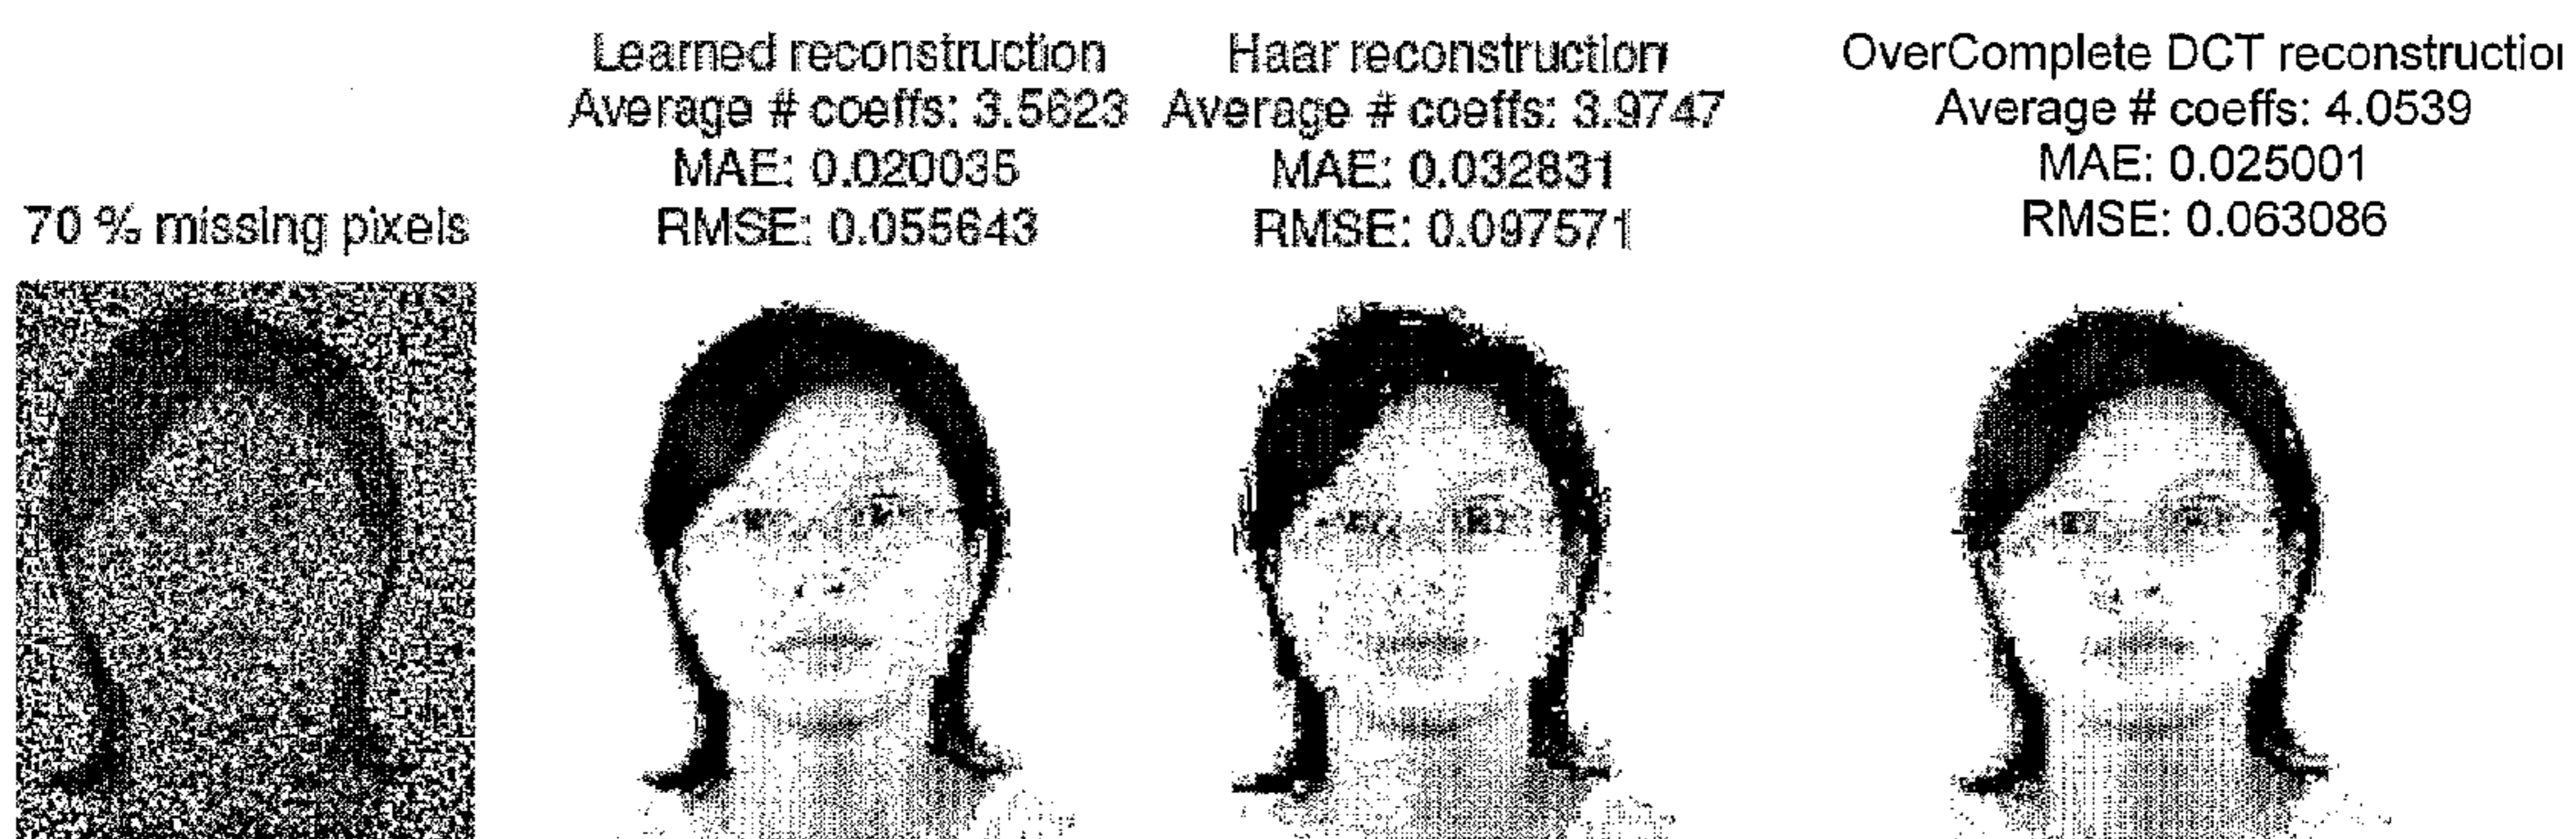 70 % missing pixels
Learned reconstruction
Average # coeffs: 3.5623
MAE: 0.020035
RMSE: 0.055643
Haar reconstruction
Average # coeffs: 3.9747
MAE: 0.032831
RMSE: 0.097571
OverComplete DCT reconstruction
Average # coeffs: 4.0539
MAE: 0.025001
RMSE: 0.063086